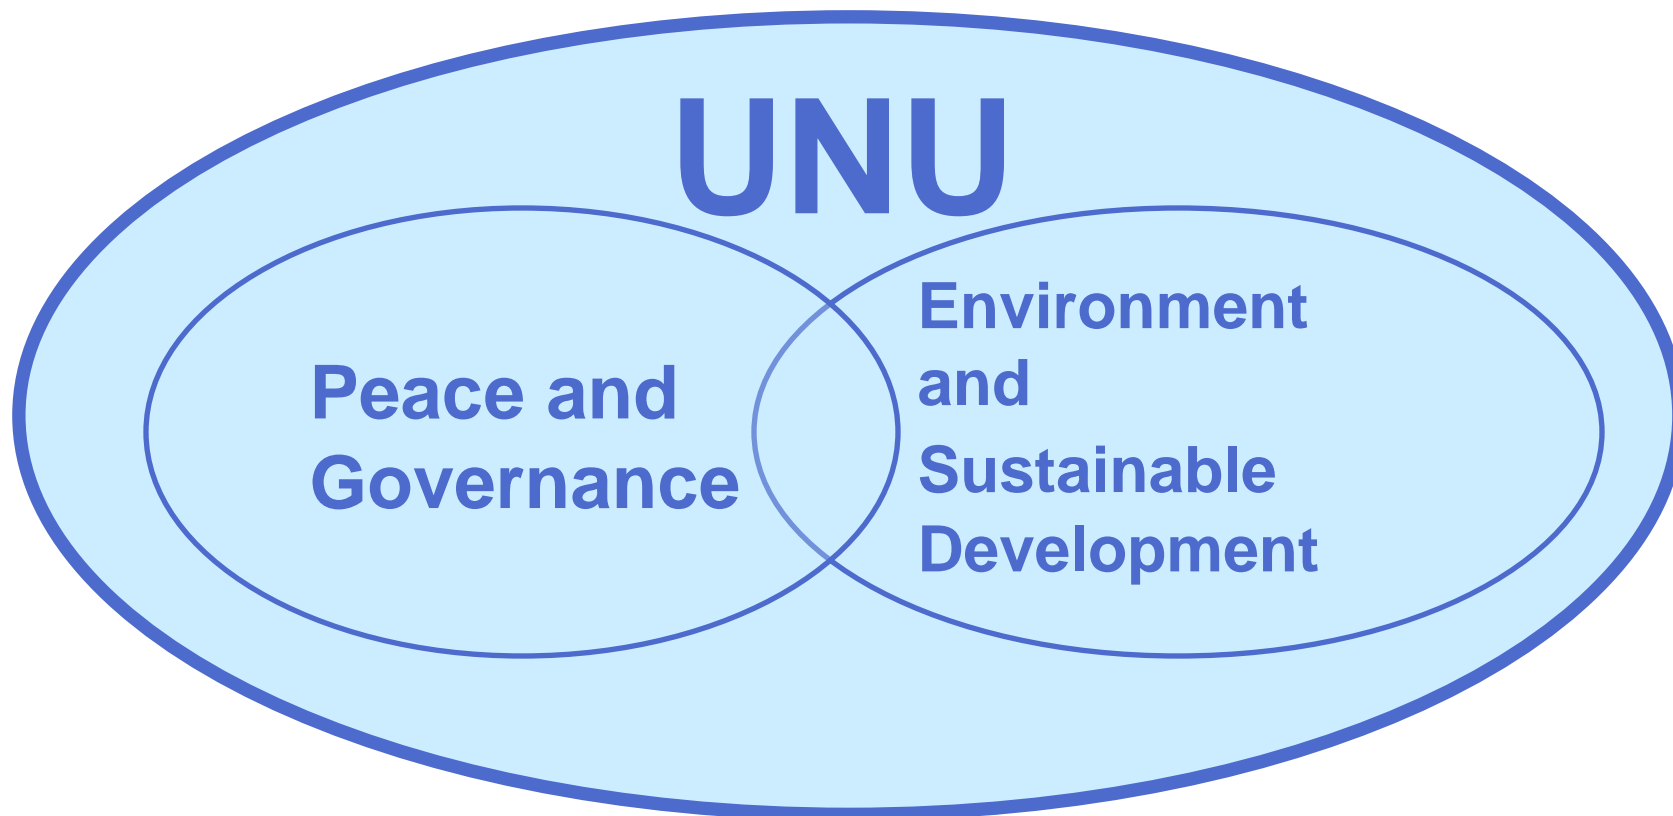 UNU
Peace and
Governance
Environment
and
Sustainable
Development